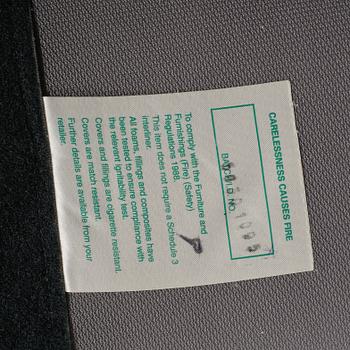 CARELESSNESS CAUSES FIRE
BATCH/I.D. NO.
To comply with the Furniture and
Furnishings (Fire) (Safety)
Regulations 1988.
This item does not require a Schedule 3
interliner.
All foams, fillings and composites have
been tested to ensure compliance with
the relevant ignitability test.
Covers and fillings are cigarette resistant.
Covers are match resistant.
Further details are available from your
retailer.